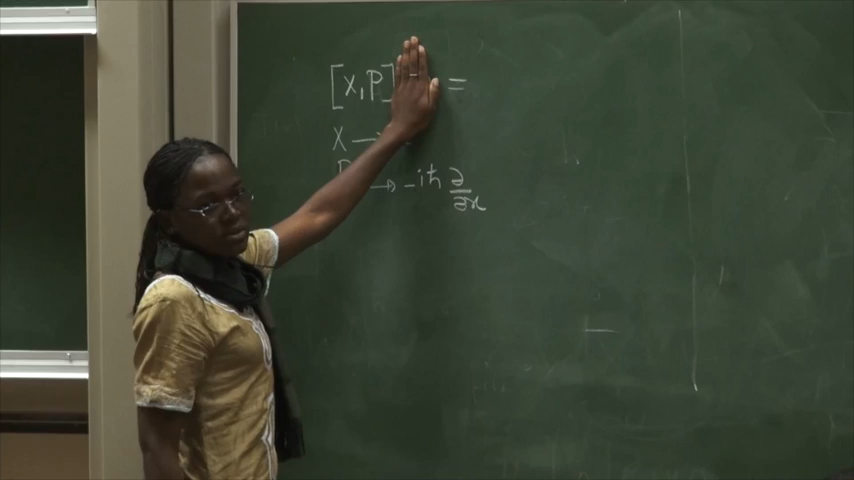 [X,P] =
X →
P → -iħ ∂/∂x